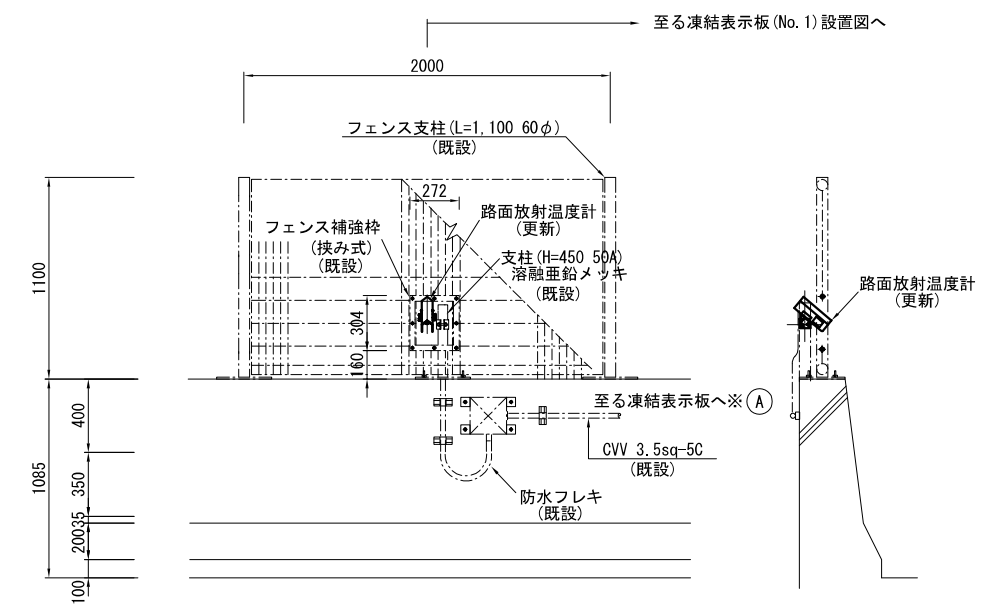 至る凍結表示板(No.1)設置図へ
2000
フェンス支柱(L=1,100 60φ)
(既設)
272
路面放射温度計
(更新)
フェンス補強枠
(挟み式)
(既設)
支柱(H=450 50A)
溶融亜鉛メッキ
(既設)
1100
304
160
路面放射温度計
(更新)
至る凍結表示板へ※ A
400
CVV 3.5sq-5C
(既設)
1085
350
防水フレキ
(既設)
35
200
100